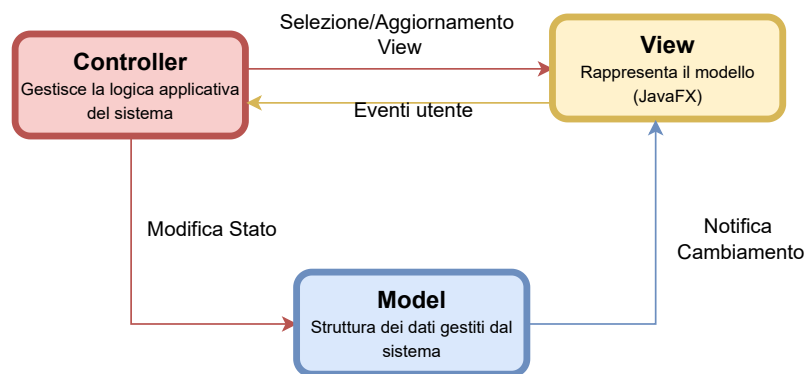 Selezione/Aggiornamento
View
Controller
Gestisce la logica applicativa
del sistema
View
Rappresenta il modello
(JavaFX)
Eventi utente
Modifica Stato
Notifica
Cambiamento
Model
Struttura dei dati gestiti dal
sistema